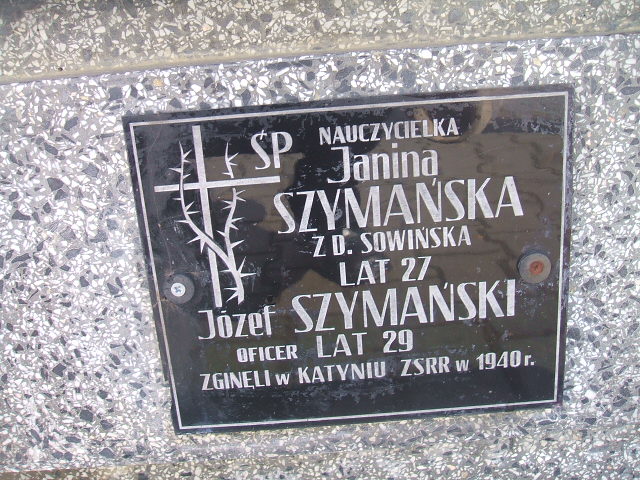 ŚP NAUCZYCIELKA
Janina
SZYMAŃSKA
Z D. SOWIŃSKA
LAT 27
Józef SZYMAŃSKI
OFICER LAT 29
ZGINELI w KATYNIU ZSRR w 1940 r.